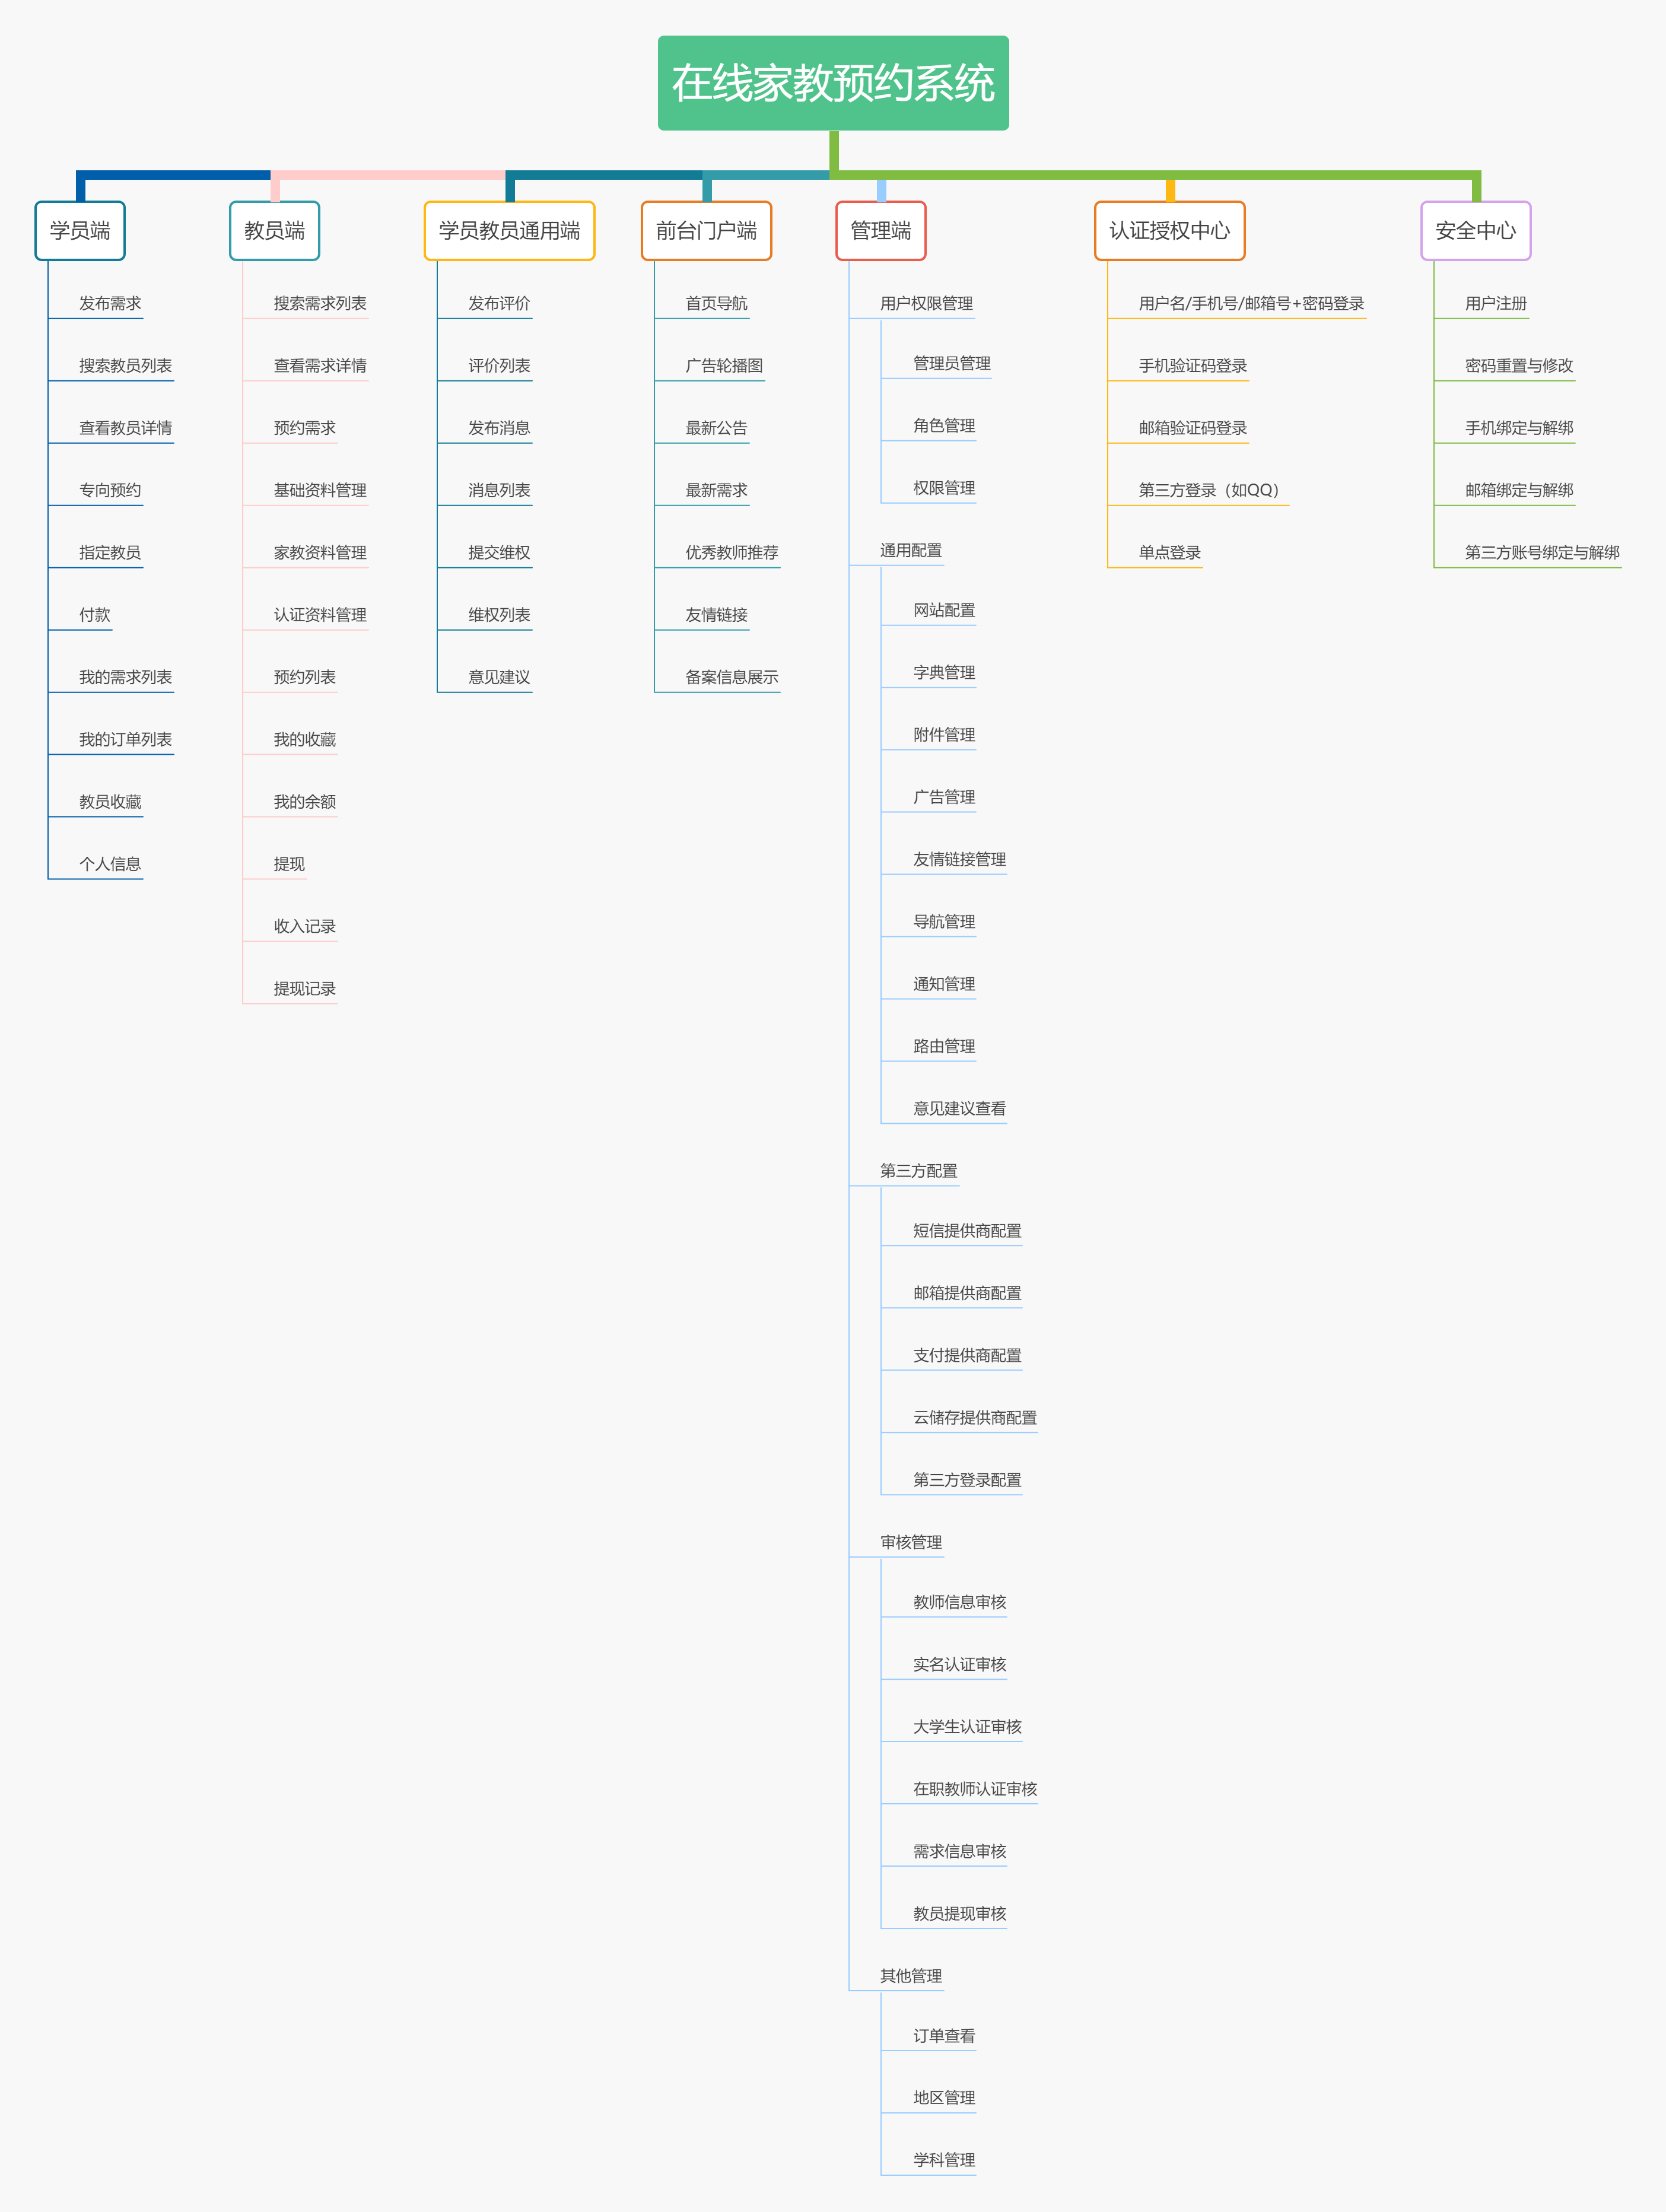 在线家教预约系统
学员端
发布需求
搜索教员列表
查看教员详情
专向预约
指定教员
付款
我的需求列表
我的订单列表
教员收藏
个人信息
教员端
搜索需求列表
查看需求详情
预约需求
基础资料管理
家教资料管理
认证资料管理
预约列表
我的收藏
我的余额
提现
收入记录
提现记录
学员教员通用端
发布评价
评价列表
发布消息
消息列表
提交维权
维权列表
意见建议
前台门户端
首页导航
广告轮播图
最新公告
最新需求
优秀教师推荐
友情链接
备案信息展示
管理端
用户权限管理
管理员管理
角色管理
权限管理
通用配置
网站配置
字典管理
附件管理
广告管理
友情链接管理
导航管理
通知管理
路由管理
意见建议查看
第三方配置
短信提供商配置
邮箱提供商配置
支付提供商配置
云储存提供商配置
第三方登录配置
审核管理
教师信息审核
实名认证审核
大学生认证审核
在职教师认证审核
需求信息审核
教员提现审核
其他管理
订单查看
地区管理
学科管理
认证授权中心
用户名/手机号/邮箱号+密码登录
手机验证码登录
邮箱验证码登录
第三方登录（如QQ）
单点登录
安全中心
用户注册
密码重置与修改
手机绑定与解绑
邮箱绑定与解绑
第三方账号绑定与解绑